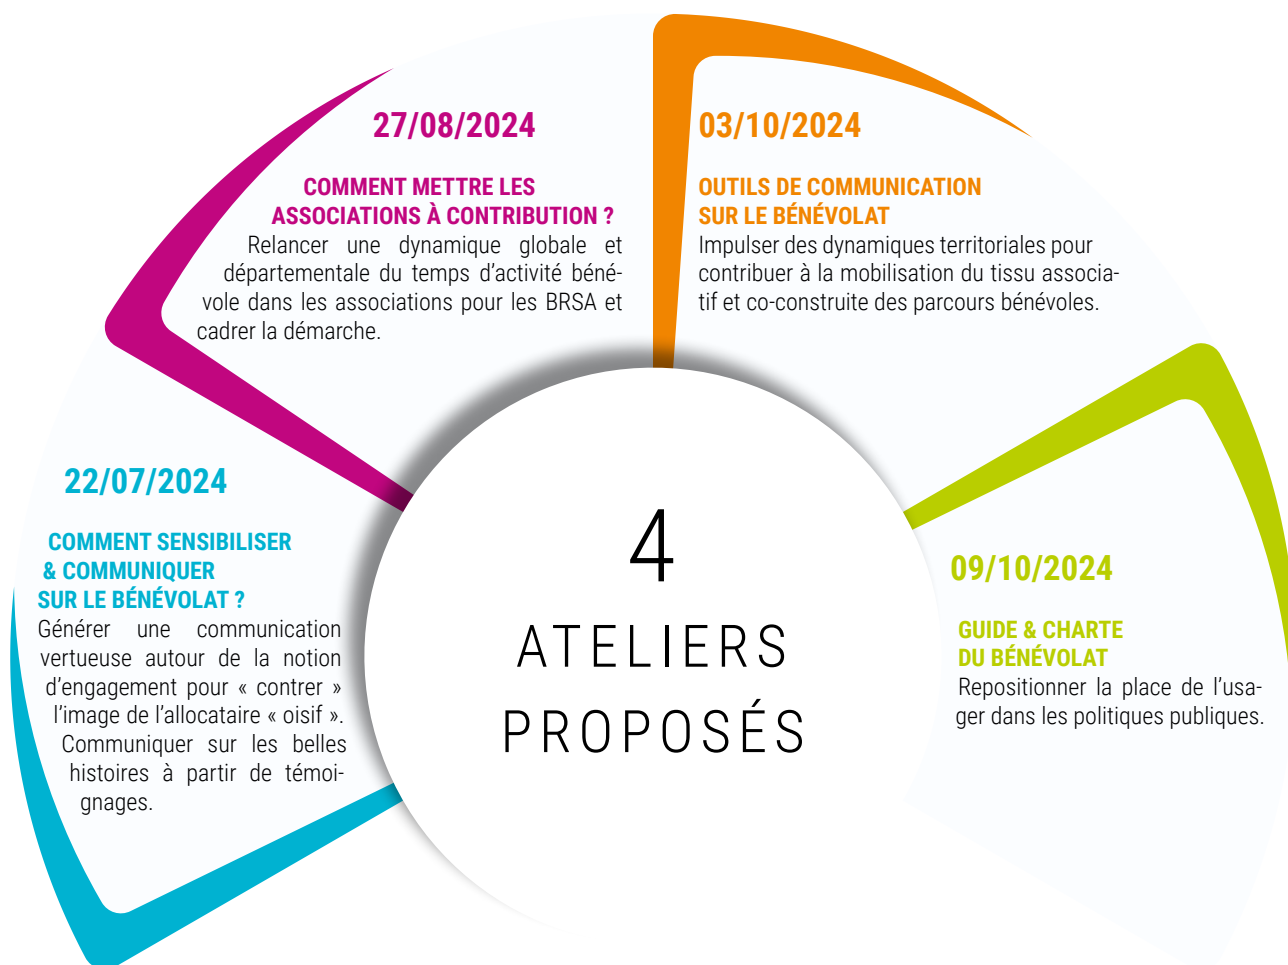 22/07/2024
COMMENT SENSIBILISER
& COMMUNIQUER
SUR LE BÉNÉVOLAT ?
Générer une communication
vertueuse autour de la notion
d'engagement pour « contrer »
l'image de l'allocataire « oisif ».
Communiquer sur les belles
histoires à partir de témoi-
gnages.
27/08/2024
COMMENT METTRE LES
ASSOCIATIONS À CONTRIBUTION ?
Relancer une dynamique globale et
départementale du temps d'activité béné-
vole dans les associations pour les BRSA et
cadrer la démarche.
03/10/2024
OUTILS DE COMMUNICATION
SUR LE BÉNÉVOLAT
Impulser des dynamiques territoriales pour
contribuer à la mobilisation du tissu associa-
tif et co-construite des parcours bénévoles.
09/10/2024
GUIDE & CHARTE
DU BÉNÉVOLAT
Repositionner la place de l'usa-
ger dans les politiques publiques.
4
ATELIERS
PROPOSÉS